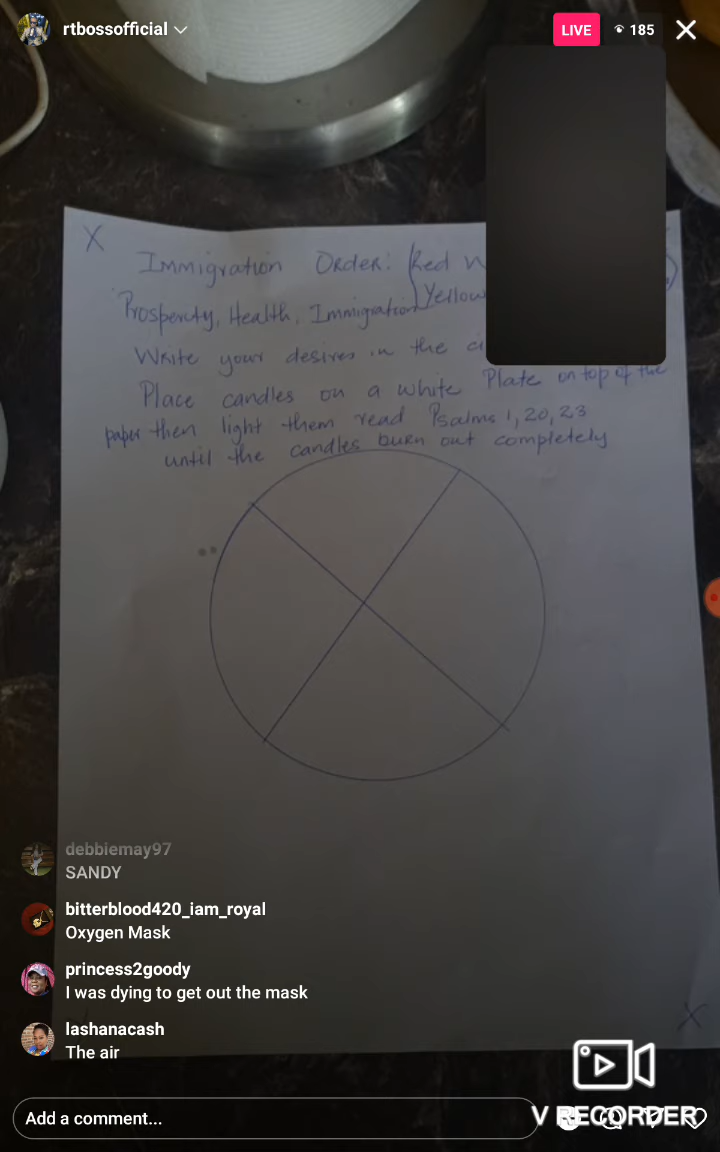 rtbossofficial
LIVE
185
X
Immigration Order: (Red W
Prosperity, Health, Immigration (Yellow )
Write your desires in the ci
Place candles on a white Plate on top of the
paper then light them read Psalms 1, 20, 23
until the candles burn out completely
X
debbiemay97
SANDY
bitterblood420_iam_royal
Oxygen Mask
princess2goody
I was dying to get out the mask
lashanacash
The air
Add a comment...
V RECORDER